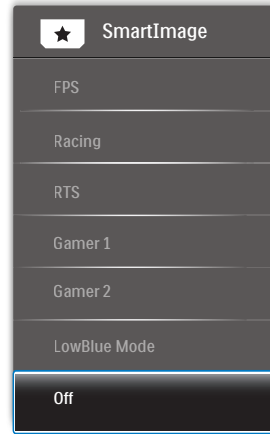 SmartImage
FPS
Racing
RTS
Gamer 1
Gamer 2
LowBlue Mode
Off